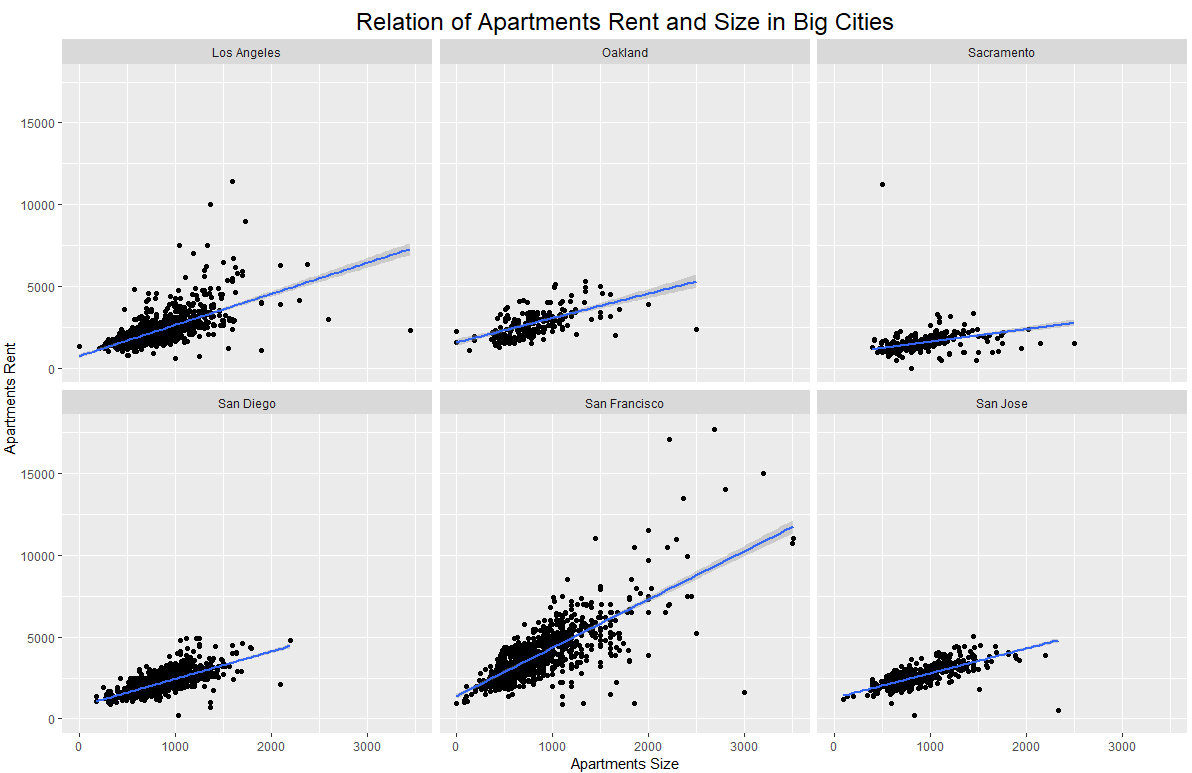 Relation of Apartments Rent and Size in Big Cities
Los Angeles
Oakland
Sacramento
15000
10000
5000
0
San Diego
San Francisco
San Jose
15000
10000
5000
0
0 1000 2000 3000
0 1000 2000 3000
0 1000 2000 3000
Apartments Size
Apartments Rent